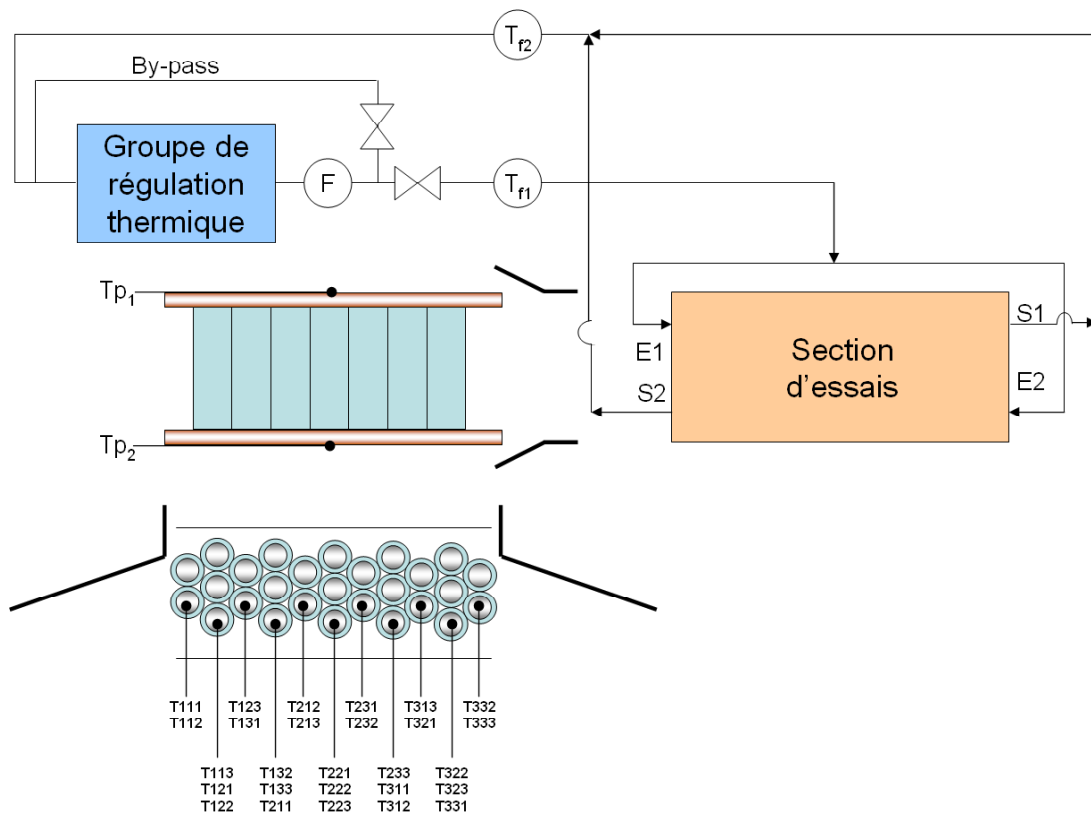 T_f2
By-pass
Groupe de
régulation
thermique
F
T_f1
Tp₁
E1
S1
Section
d'essais
S2
E2
Tp₂
T111
T112
T123
T131
T212
T213
T231
T232
T313
T321
T332
T333
T113
T121
T122
T132
T133
T211
T221
T222
T223
T233
T311
T312
T322
T323
T331